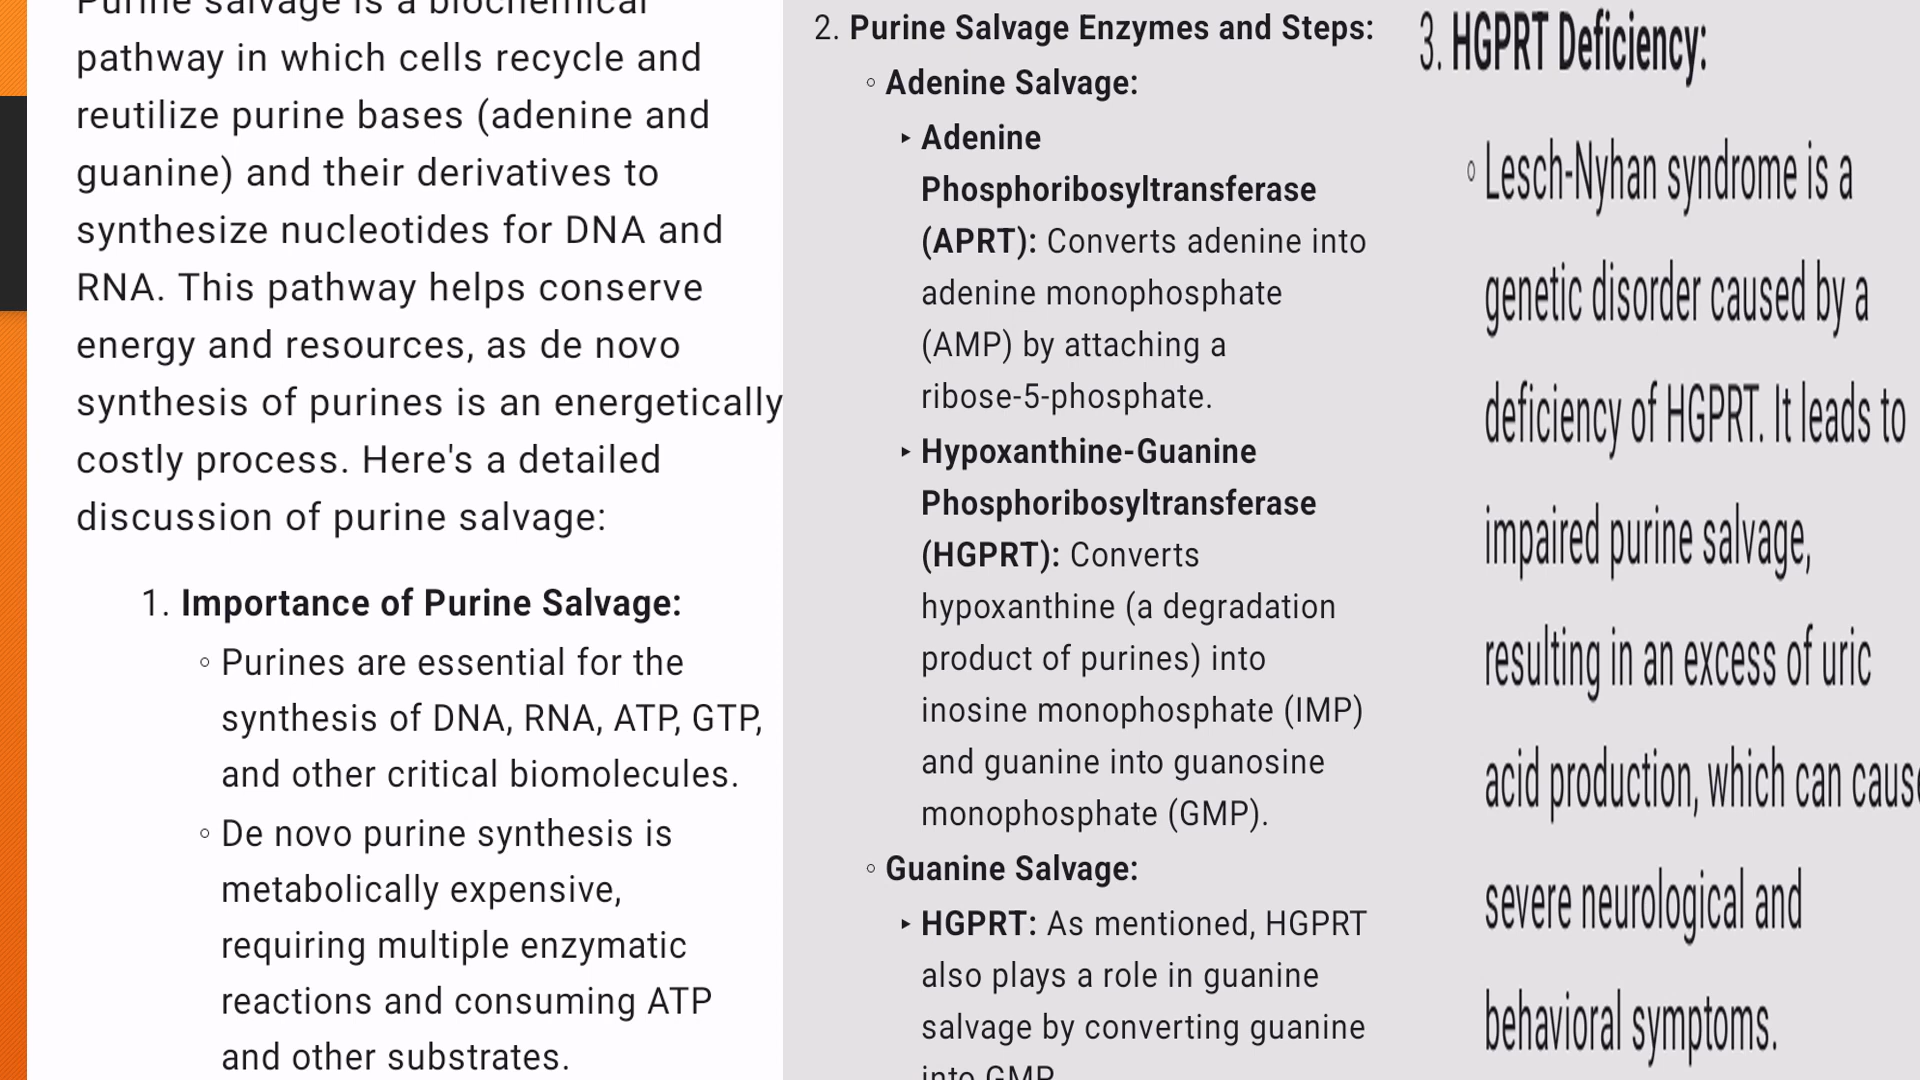 Purine salvage is a biochemical
pathway in which cells recycle and
reutilize purine bases (adenine and
guanine) and their derivatives to
synthesize nucleotides for DNA and
RNA. This pathway helps conserve
energy and resources, as de novo
synthesis of purines is an energetically
costly process. Here's a detailed
discussion of purine salvage:
1. Importance of Purine Salvage:
◦ Purines are essential for the
synthesis of DNA, RNA, ATP, GTP,
and other critical biomolecules.
◦ De novo purine synthesis is
metabolically expensive,
requiring multiple enzymatic
reactions and consuming ATP
and other substrates.
2. Purine Salvage Enzymes and Steps:
◦ Adenine Salvage:
‣ Adenine
Phosphoribosyltransferase
(APRT): Converts adenine into
adenine monophosphate
(AMP) by attaching a
ribose-5-phosphate.
‣ Hypoxanthine-Guanine
Phosphoribosyltransferase
(HGPRT): Converts
hypoxanthine (a degradation
product of purines) into
inosine monophosphate (IMP)
and guanine into guanosine
monophosphate (GMP).
◦ Guanine Salvage:
‣ HGPRT: As mentioned, HGPRT
also plays a role in guanine
salvage by converting guanine
into GMP.
3. HGPRT Deficiency:
◦ Lesch-Nyhan syndrome is a
genetic disorder caused by a
deficiency of HGPRT. It leads to
impaired purine salvage,
resulting in an excess of uric
acid production, which can cause
severe neurological and
behavioral symptoms.